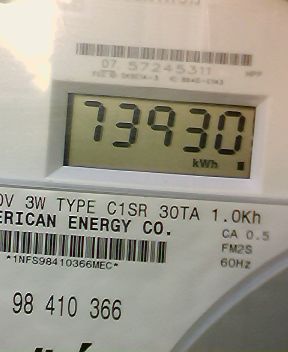 07 57245311
73930
kWh
0V 3W TYPE C1SR 30TA 1.0Kh
ERICAN ENERGY CO.
CA 0.5
FM2S
*1NFS98410366MEC*
60Hz
98 410 366